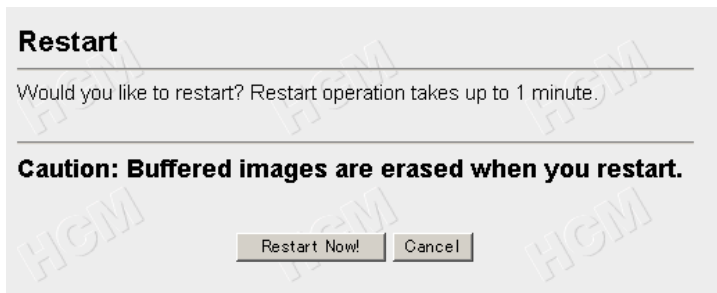 Restart
Would you like to restart? Restart operation takes up to 1 minute.
Caution: Buffered images are erased when you restart.
Restart Now! Cancel
HCM
HCM
HCM
HCM
HCM
HCM